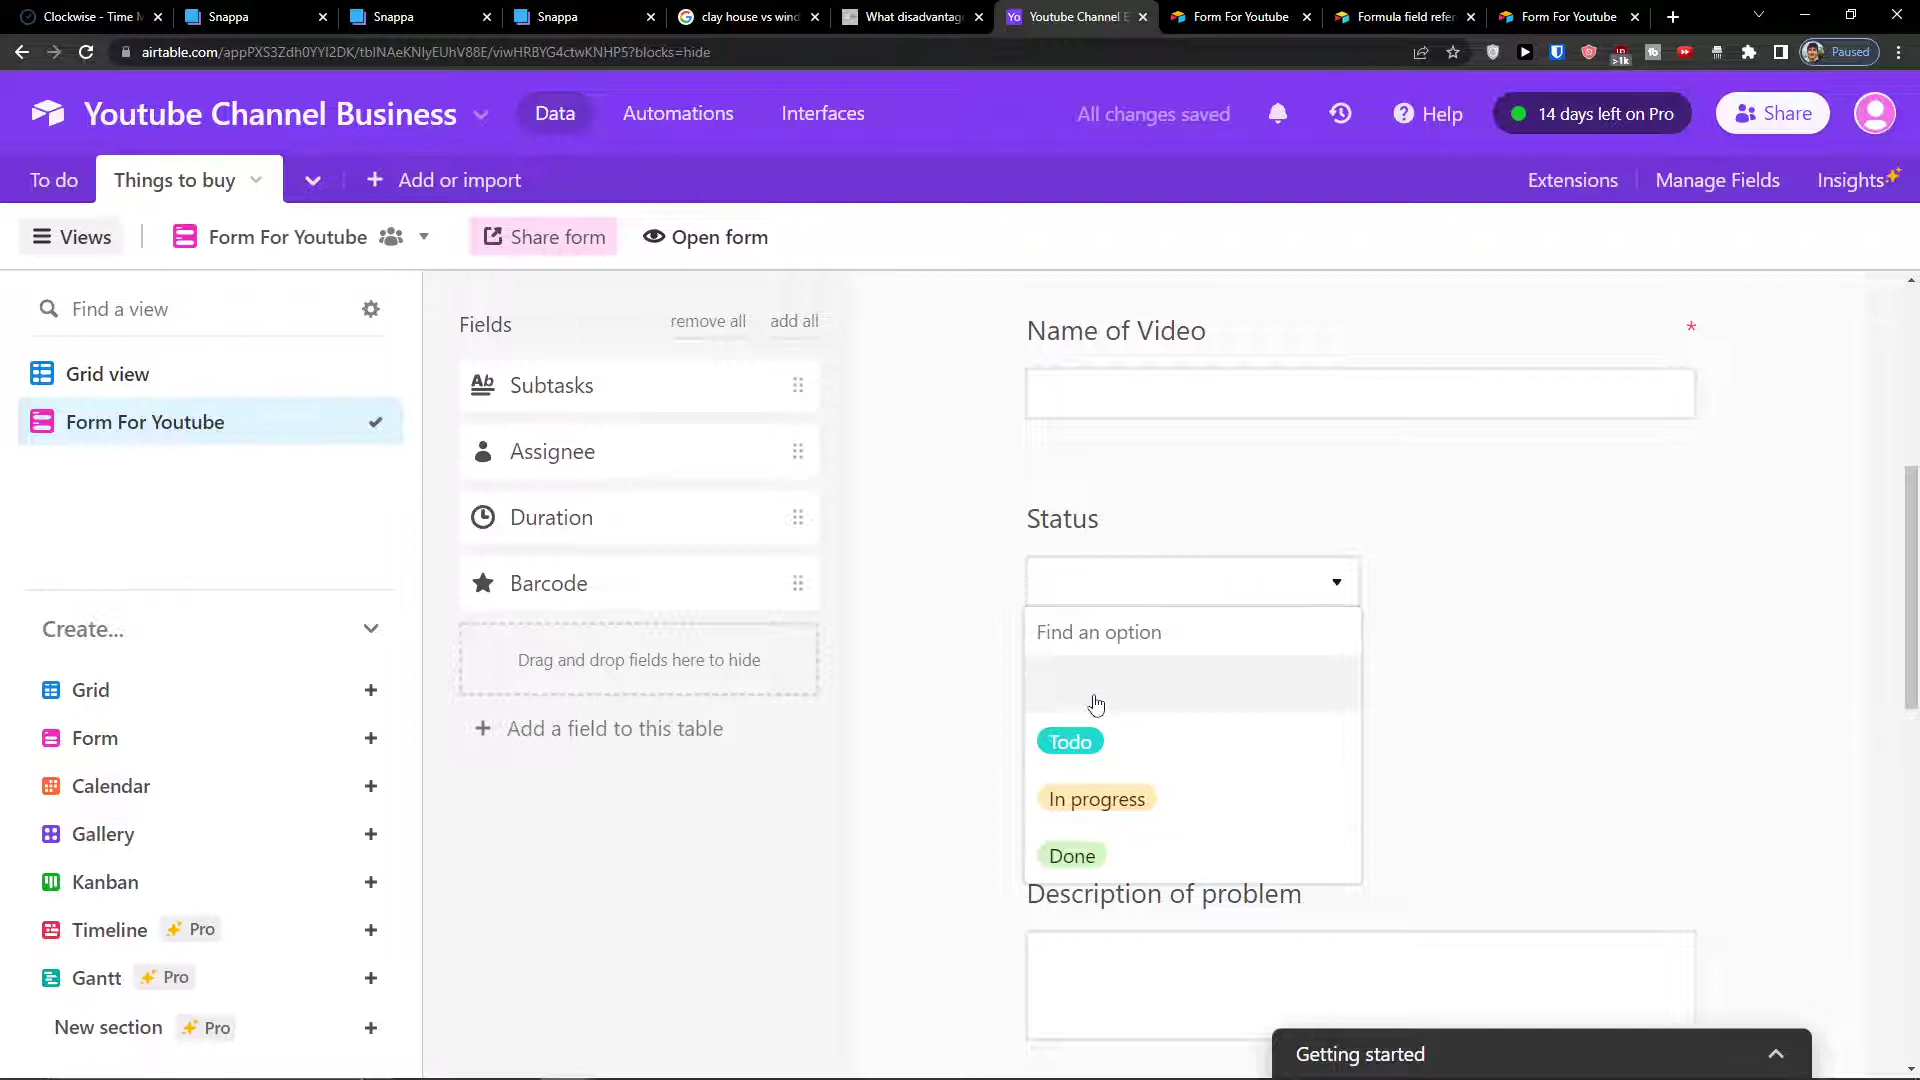 Clockwise - Time M
Snappa
Snappa
Snappa
clay house vs wind
What disadvantag
Youtube Channel B
Form For Youtube
Formula field refer
Form For Youtube
airtable.com/appPXS3Zdh0YYI2DK/tblNAeKNIyEUhV88E/viwHRBYG4ctwKNHP5?blocks=hide
>1k
Paused
Youtube Channel Business
Data
Automations
Interfaces
All changes saved
Help
14 days left on Pro
Share
To do
Things to buy
Add or import
Extensions
Manage Fields
Insights
Views
Form For Youtube
Share form
Open form
Find a view
Grid view
Form For Youtube
Create...
Grid
Form
Calendar
Gallery
Kanban
Timeline Pro
Gantt Pro
New section Pro
Fields
remove all
add all
Subtasks
Assignee
Duration
Barcode
Drag and drop fields here to hide
Add a field to this table
Name of Video *
Status
Find an option
Todo
In progress
Done
Description of problem
Getting started